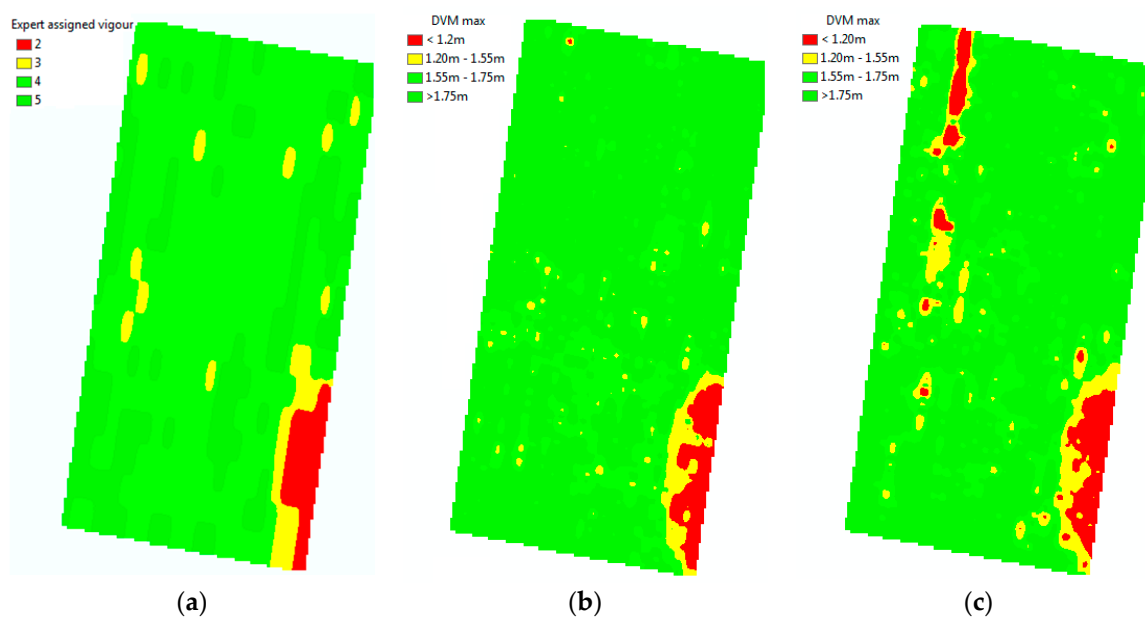 Expert assigned vigour
2
3
4
5
DVM max
< 1.2m
1.20m - 1.55m
1.55m - 1.75m
>1.75m
DVM max
< 1.20m
1.20m - 1.55m
1.55m - 1.75m
>1.75m
(a)
(b)
(c)